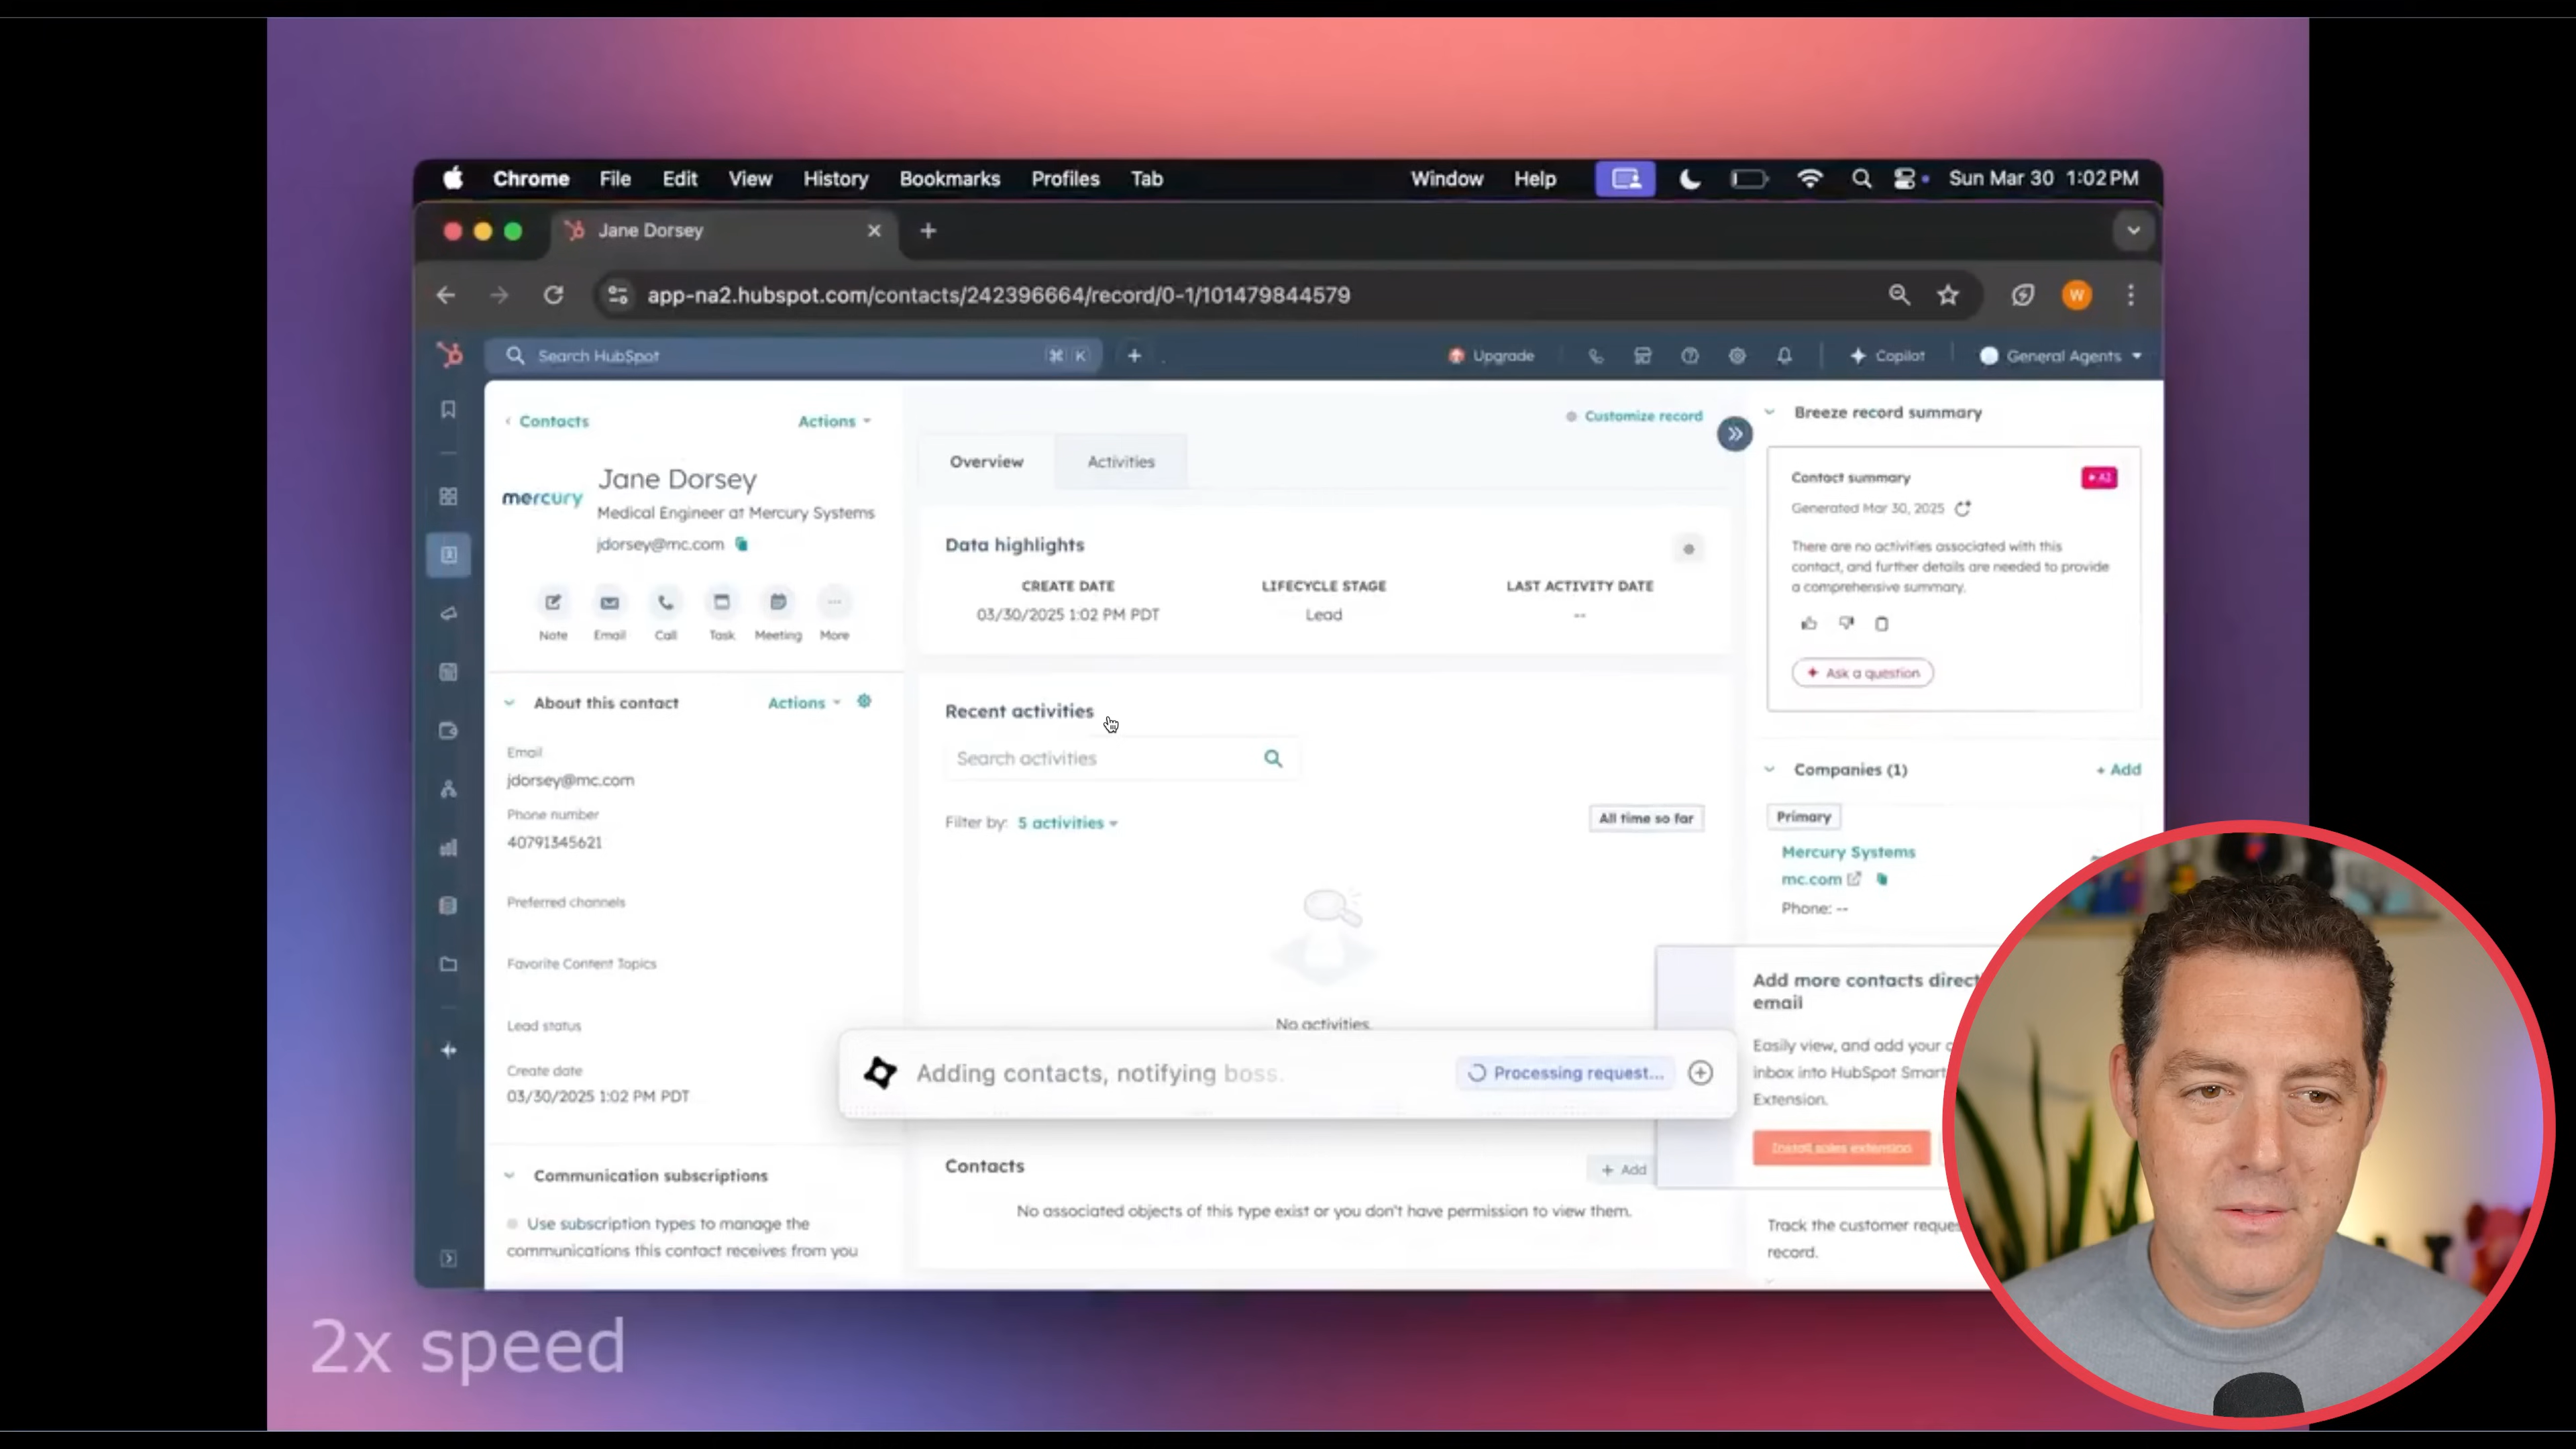 Chrome File Edit View History Bookmarks Profiles Tab Window Help Sun Mar 30 1:02 PM
Jane Dorsey
app-na2.hubspot.com/contacts/242396664/record/0-1/101479844579
W
Search HubSpot
⌘ K
Upgrade
Copilot
General Agents
Contacts
Actions
mercury
Jane Dorsey
Medical Engineer at Mercury Systems
jdorsey@mc.com
Note Email Call Task Meeting More
About this contact
Actions
Email
jdorsey@mc.com
Phone number
40791345621
Preferred channels
Favorite Content Topics
Lead status
Create date
03/30/2025 1:02 PM PDT
Communication subscriptions
Use subscription types to manage the
communications this contact receives from you
Customize record
Overview
Activities
Data highlights
CREATE DATE
03/30/2025 1:02 PM PDT
LIFECYCLE STAGE
Lead
LAST ACTIVITY DATE
--
Recent activities
Search activities
Filter by: 5 activities
All time so far
No activities.
Adding contacts, notifying boss.
Processing request...
Contacts
+ Add
No associated objects of this type exist or you don't have permission to view them.
Breeze record summary
Contact summary
AI
Generated Mar 30, 2025
There are no activities associated with this
contact, and further details are needed to provide
a comprehensive summary.
Ask a question
Companies (1)
+ Add
Primary
Mercury Systems
mc.com
Phone: --
Add more contacts direct
email
Easily view, and add your
inbox into HubSpot Smart
Extension.
Install sales extension
Track the customer reque
record.
2x speed